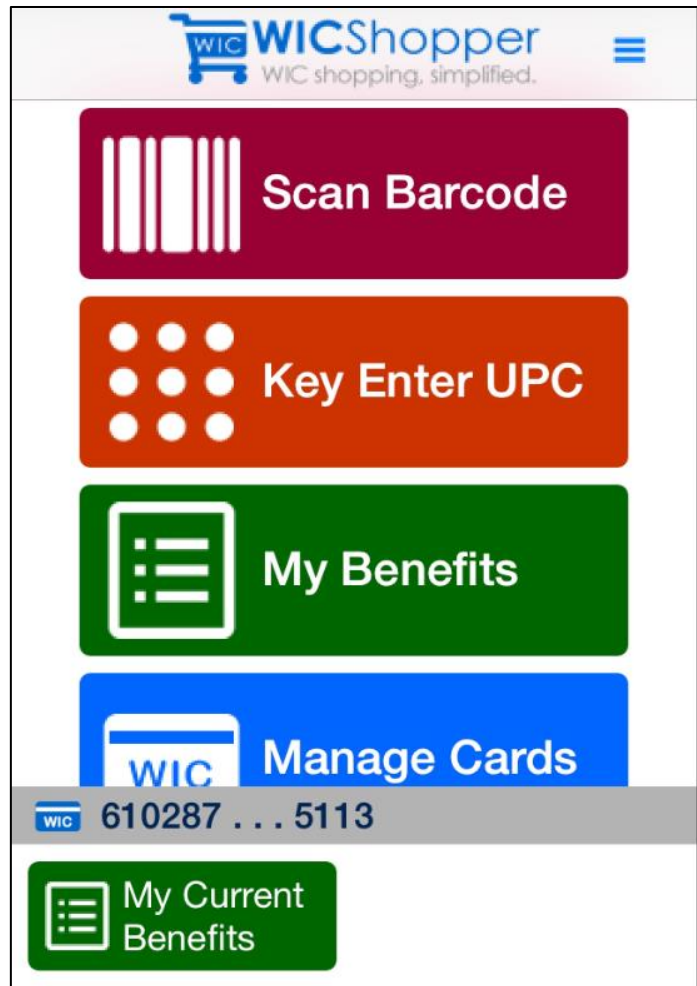 WIC WICShopper
WIC shopping, simplified.
Scan Barcode
Key Enter UPC
My Benefits
WIC Manage Cards
WIC 610287 . . . 5113
My Current
Benefits